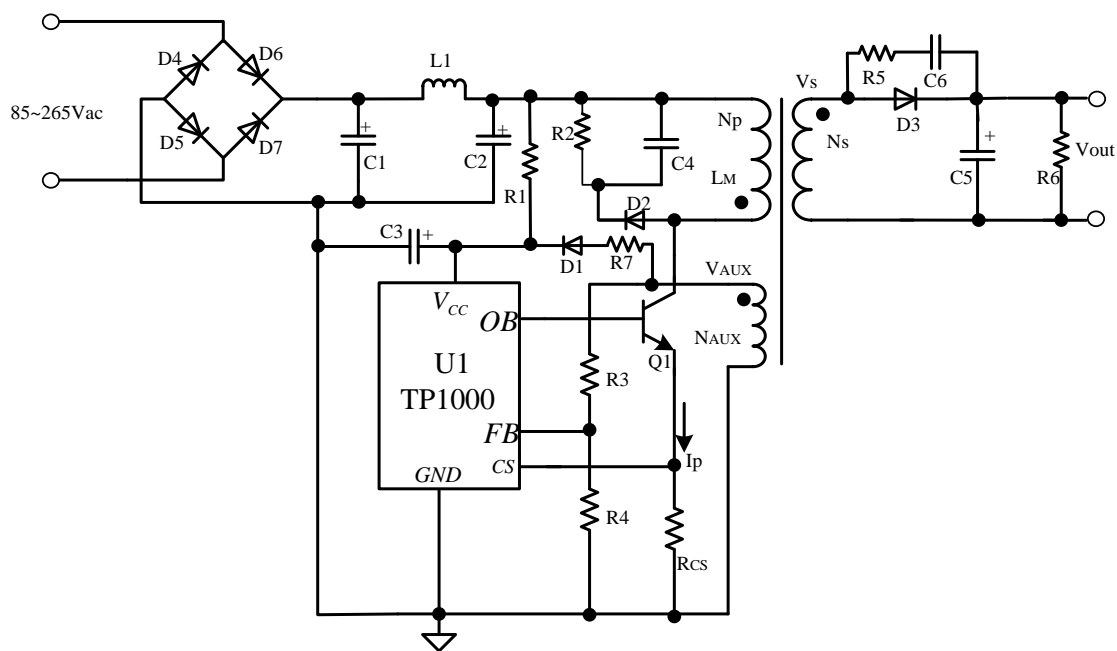 D4
D6
85~265Vac
D5
D7
L1
+
C1
+
C2
R1
R2
C4
Np
LM
D2
Vs
R5
C6
D3
Ns
+
C5
R6
Vout
C3
+
D1
R7
VAUX
VCC
OB
U1
TP1000
FB
CS
GND
Q1
NAUX
R3
Ip
R4
RCS